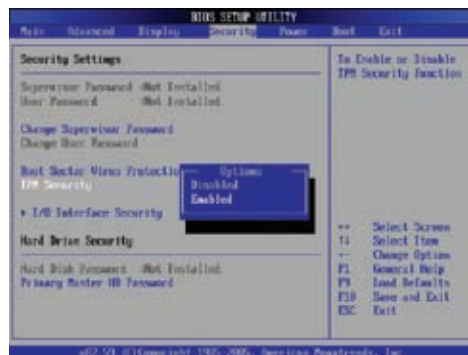 BIOS SETUP UTILITY
Main Advanced Display Security Power Boot Exit
Security Settings
Supervisor Password :Not Installed
User Password :Not Installed
Change Supervisor Password
Change User Password
Boot Sector Virus Protectio
TPM Security
I/O Interface Security
Hard Drive Security
Hard Disk Password :Not Installed
Primary Master HD Password
Options
Disabled
Enabled
To Enable or Disable
TPM Security function
Select Screen
↑↓ Select Item
Change Option
F1 General Help
F9 Load Defaults
F10 Save and Exit
ESC Exit
v02.59 (C)Copyright 1985-2005, American Megatrends, Inc.